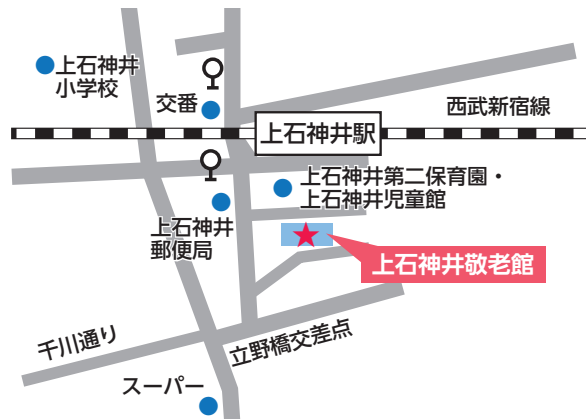 上石神井
小学校
交番
西武新宿線
上石神井駅
上石神井第二保育園・
上石神井児童館
上石神井
郵便局
上石神井敬老館
千川通り
立野橋交差点
スーパー